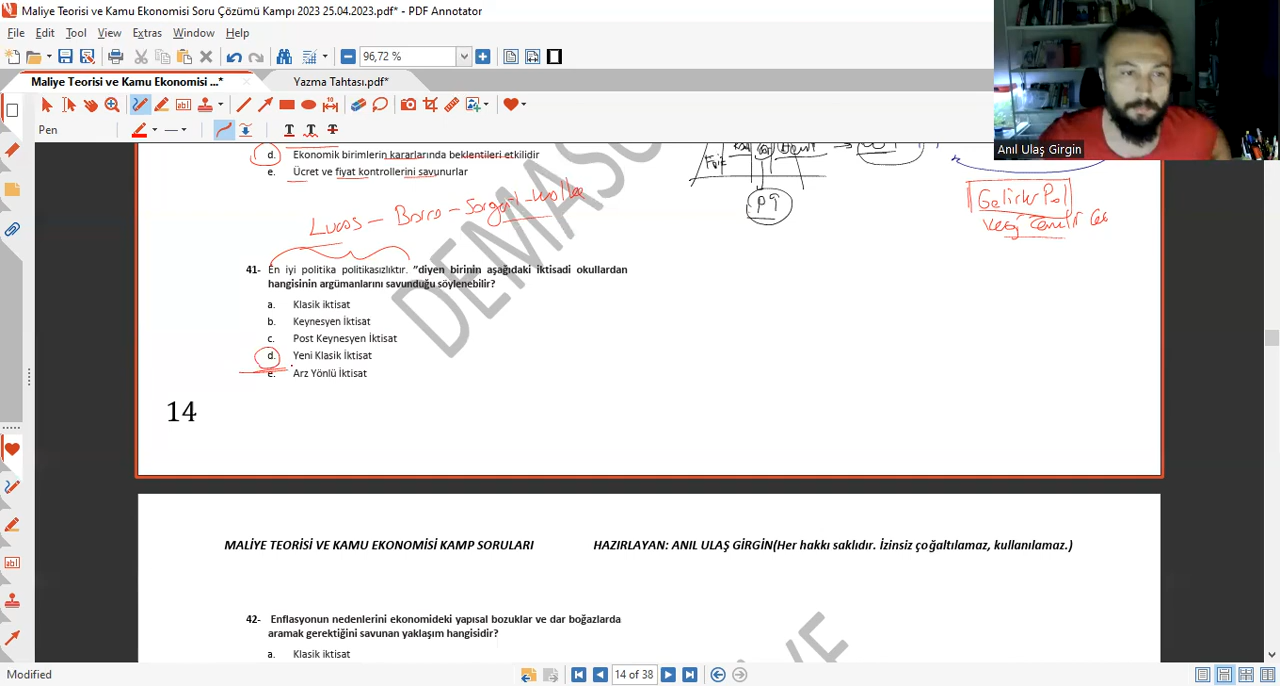 Maliye Teorisi ve Kamu Ekonomisi Soru Çözümü Kampı 2023 25.04.2023.pdf* - PDF Annotator
File Edit Tool View Extras Window Help
96,72 %
Maliye Teorisi ve Kamu Ekonomisi ...*
Yazma Tahtası.pdf*
Pen
Anıl Ulaş Girgin
d. Ekonomik birimlerin kararlarında beklentileri etkilidir
e. Ücret ve fiyat kontrollerini savunurlar
Lucas - Barro - Sargent - Wallace
Gelirler Pol
41- En iyi politika politikasızlıktır. "diyen birinin aşağıdaki iktisadi okullardan
hangisinin argümanlarını savunduğu söylenebilir?
a. Klasik iktisat
b. Keynesyen İktisat
c. Post Keynesyen İktisat
d. Yeni Klasik İktisat
e. Arz Yönlü İktisat
14
DEMAS
MALİYE TEORİSİ VE KAMU EKONOMİSİ KAMP SORULARI HAZIRLAYAN: ANIL ULAŞ GİRGİN(Her hakkı saklıdır. İzinsiz çoğaltılamaz, kullanılamaz.)
42- Enflasyonun nedenlerini ekonomideki yapısal bozuklar ve dar boğazlarda
aramak gerektiğini savunan yaklaşım hangisidir?
a. Klasik iktisat
YE
Modified
14 of 38